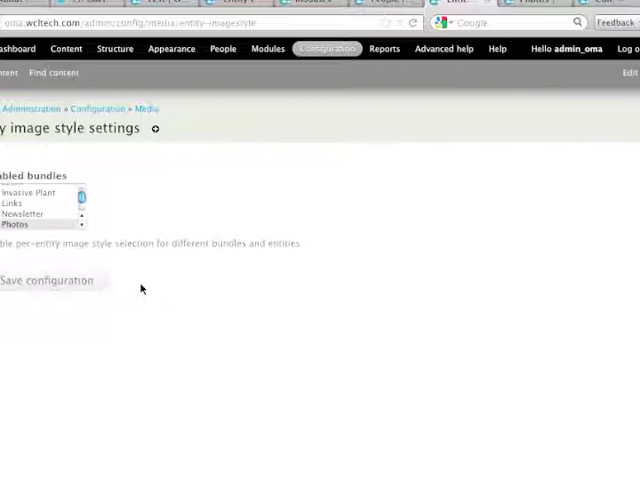 oma.wcltech.com/admin/config/media/entity-imagestyle
Google
Feedback
ashboard Content Structure Appearance People Modules Configuration Reports Advanced help Help Hello admin_oma Log o
ntent Find content Edit
Administration » Configuration » Media
y image style settings
abled bundles
Invasive Plant
Links
Newsletter
Photos
ble per-entity image style selection for different bundles and entities
Save configuration